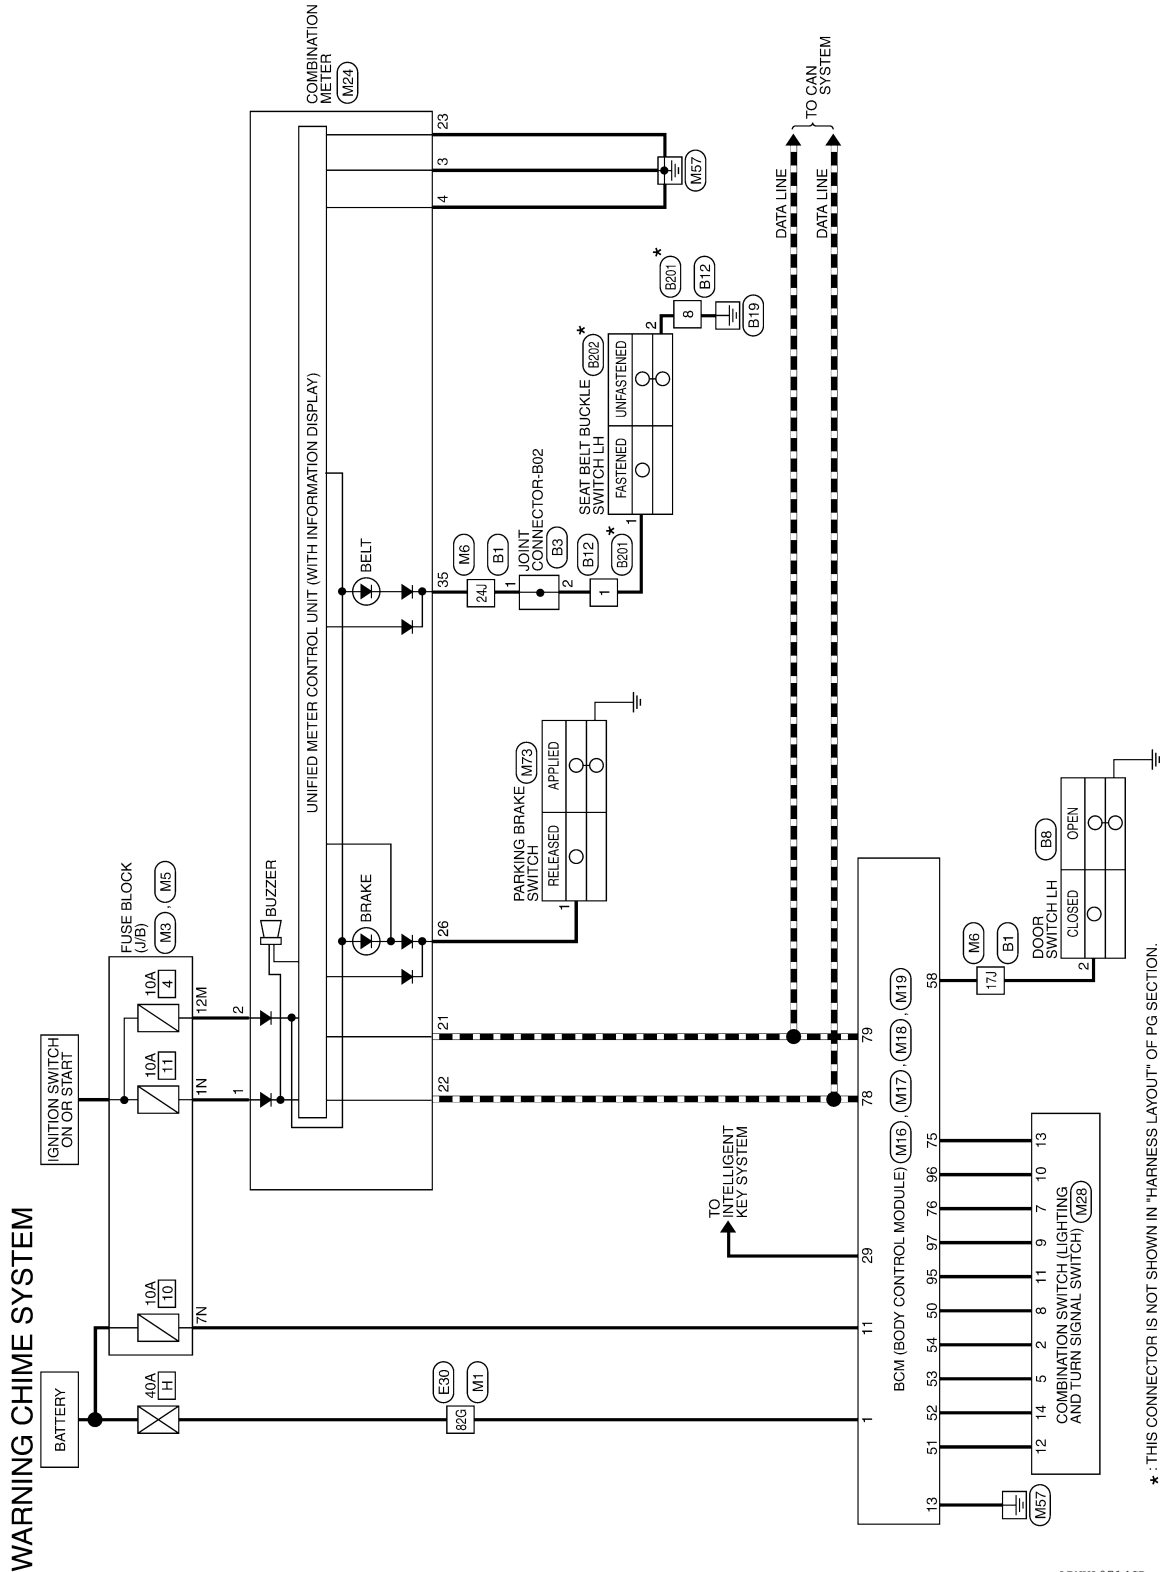 WARNING CHIME SYSTEM
BATTERY
IGNITION SWITCH
ON OR START
40A
H
10A
10
10A
11
10A
4
FUSE BLOCK
(J/B)
M3 , M5
7N
1N
12M
1
2
BUZZER
COMBINATION
METER
M24
UNIFIED METER CONTROL UNIT (WITH INFORMATION DISPLAY)
BRAKE
BELT
22
21
26
35
4
3
23
M57
E30
82G
M1
TO
INTELLIGENT
KEY SYSTEM
PARKING BRAKE
SWITCH
M73
RELEASED
APPLIED
1
M6
24J
B1
1
JOINT
CONNECTOR-B02
B3
2
B12
1
B201
*
SEAT BELT BUCKLE
SWITCH LH
B202
*
FASTENED
UNFASTENED
1
2
B201
*
8
B12
B19
DATA LINE
DATA LINE
TO CAN
SYSTEM
1
11
29
78
79
BCM (BODY CONTROL MODULE)
M16 , M17 , M18 , M19
13
51
52
53
54
50
95
97
76
96
75
58
M57
12
14
5
2
8
11
9
7
10
13
COMBINATION SWITCH (LIGHTING
AND TURN SIGNAL SWITCH)
M28
M6
17J
B1
DOOR
SWITCH LH
B8
CLOSED
OPEN
2
* : THIS CONNECTOR IS NOT SHOWN IN "HARNESS LAYOUT" OF PG SECTION.